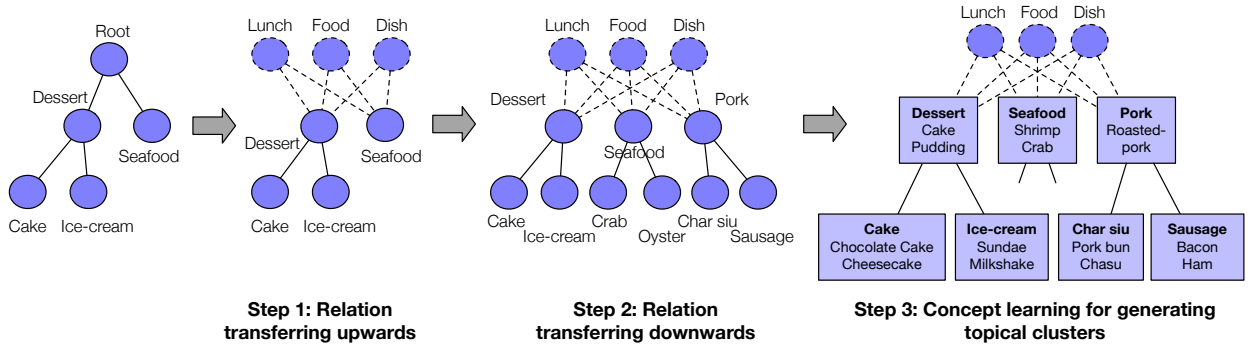 Root
Dessert
Seafood
Cake
Ice-cream
Lunch
Food
Dish
Dessert
Seafood
Cake
Ice-cream
Step 1: Relation
transferring upwards
Lunch
Food
Dish
Dessert
Pork
Seafood
Cake
Ice-cream
Crab
Oyster
Char siu
Sausage
Step 2: Relation
transferring downwards
Lunch
Food
Dish
Dessert
Cake
Pudding
Seafood
Shrimp
Crab
Pork
Roasted-
pork
Cake
Chocolate Cake
Cheesecake
Ice-cream
Sundae
Milkshake
Char siu
Pork bun
Chasu
Sausage
Bacon
Ham
Step 3: Concept learning for generating
topical clusters